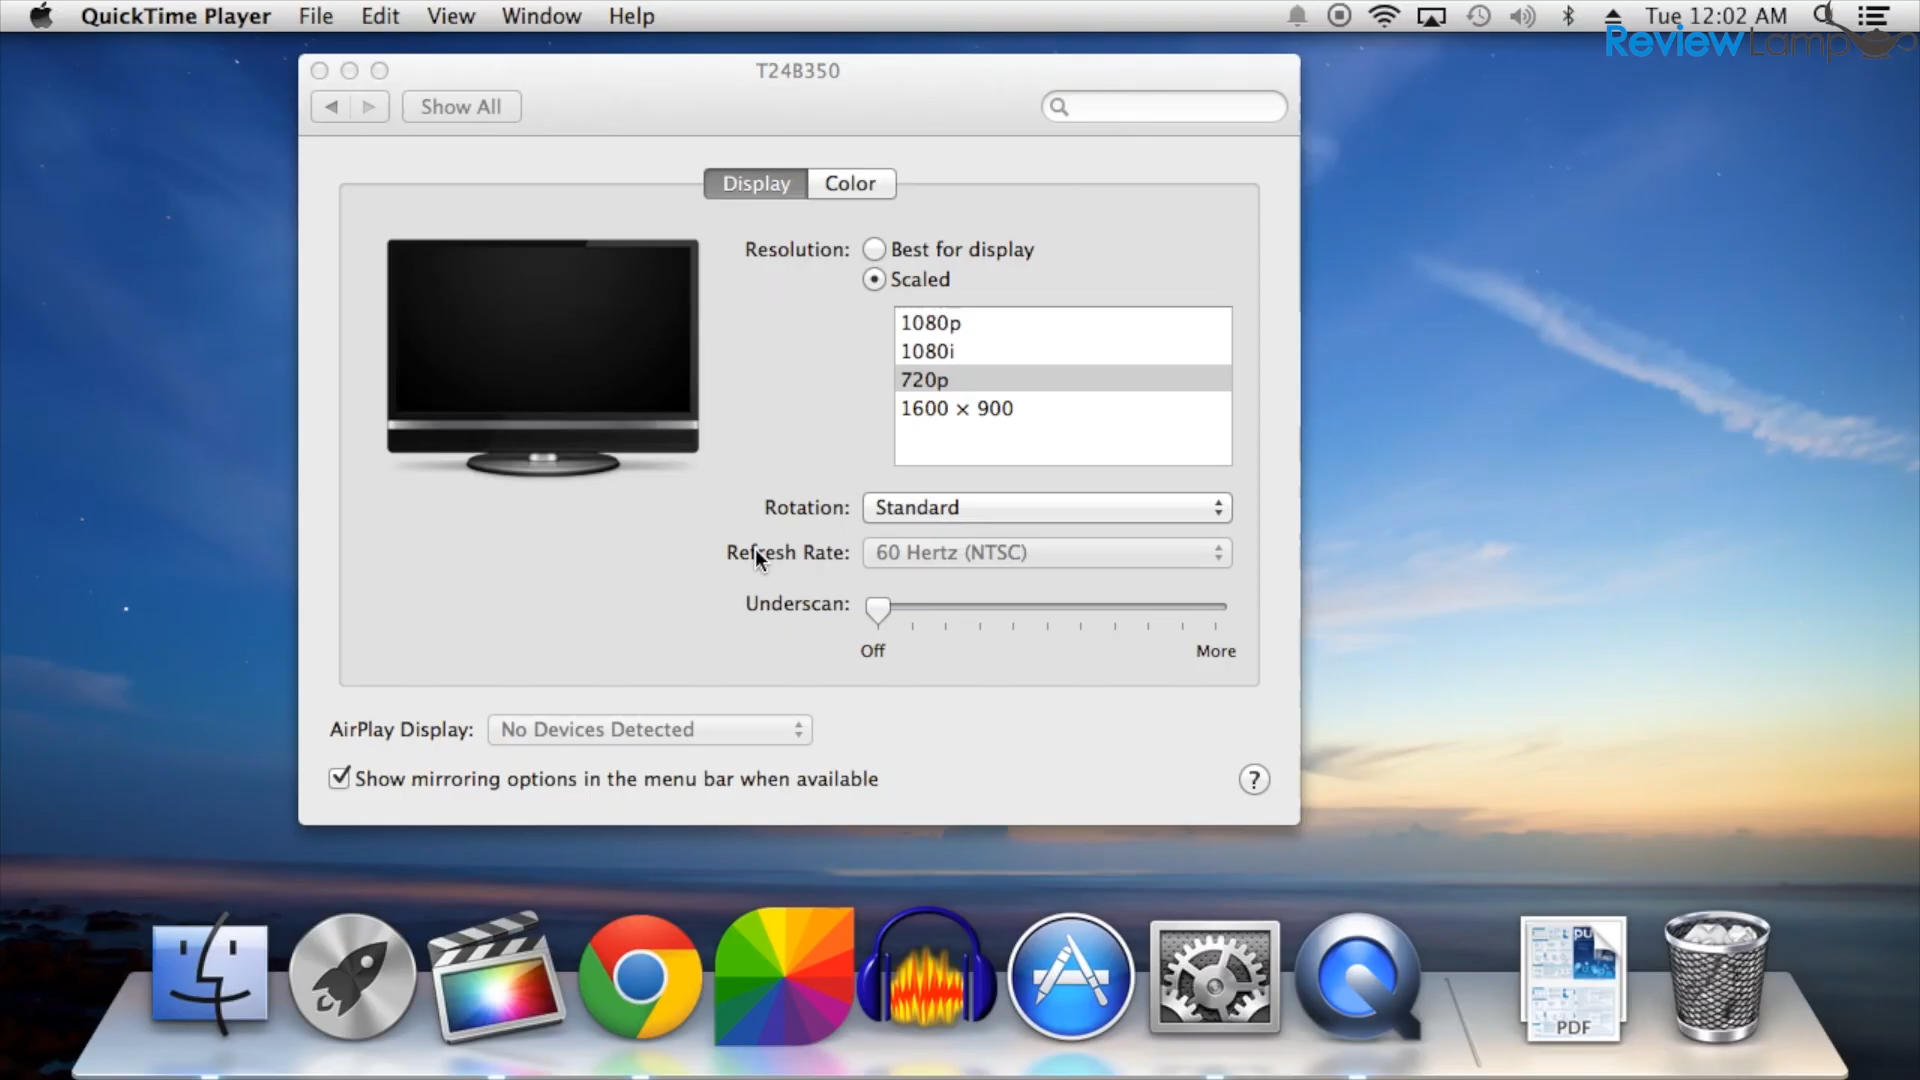 QuickTime Player File Edit View Window Help Tue 12:02 AM
ReviewLamp
T24B350
Show All
Display Color
Resolution: Best for display
Scaled
1080p
1080i
720p
1600 × 900
Rotation: Standard
Refresh Rate: 60 Hertz (NTSC)
Underscan:
Off More
AirPlay Display: No Devices Detected
Show mirroring options in the menu bar when available
?
PDF